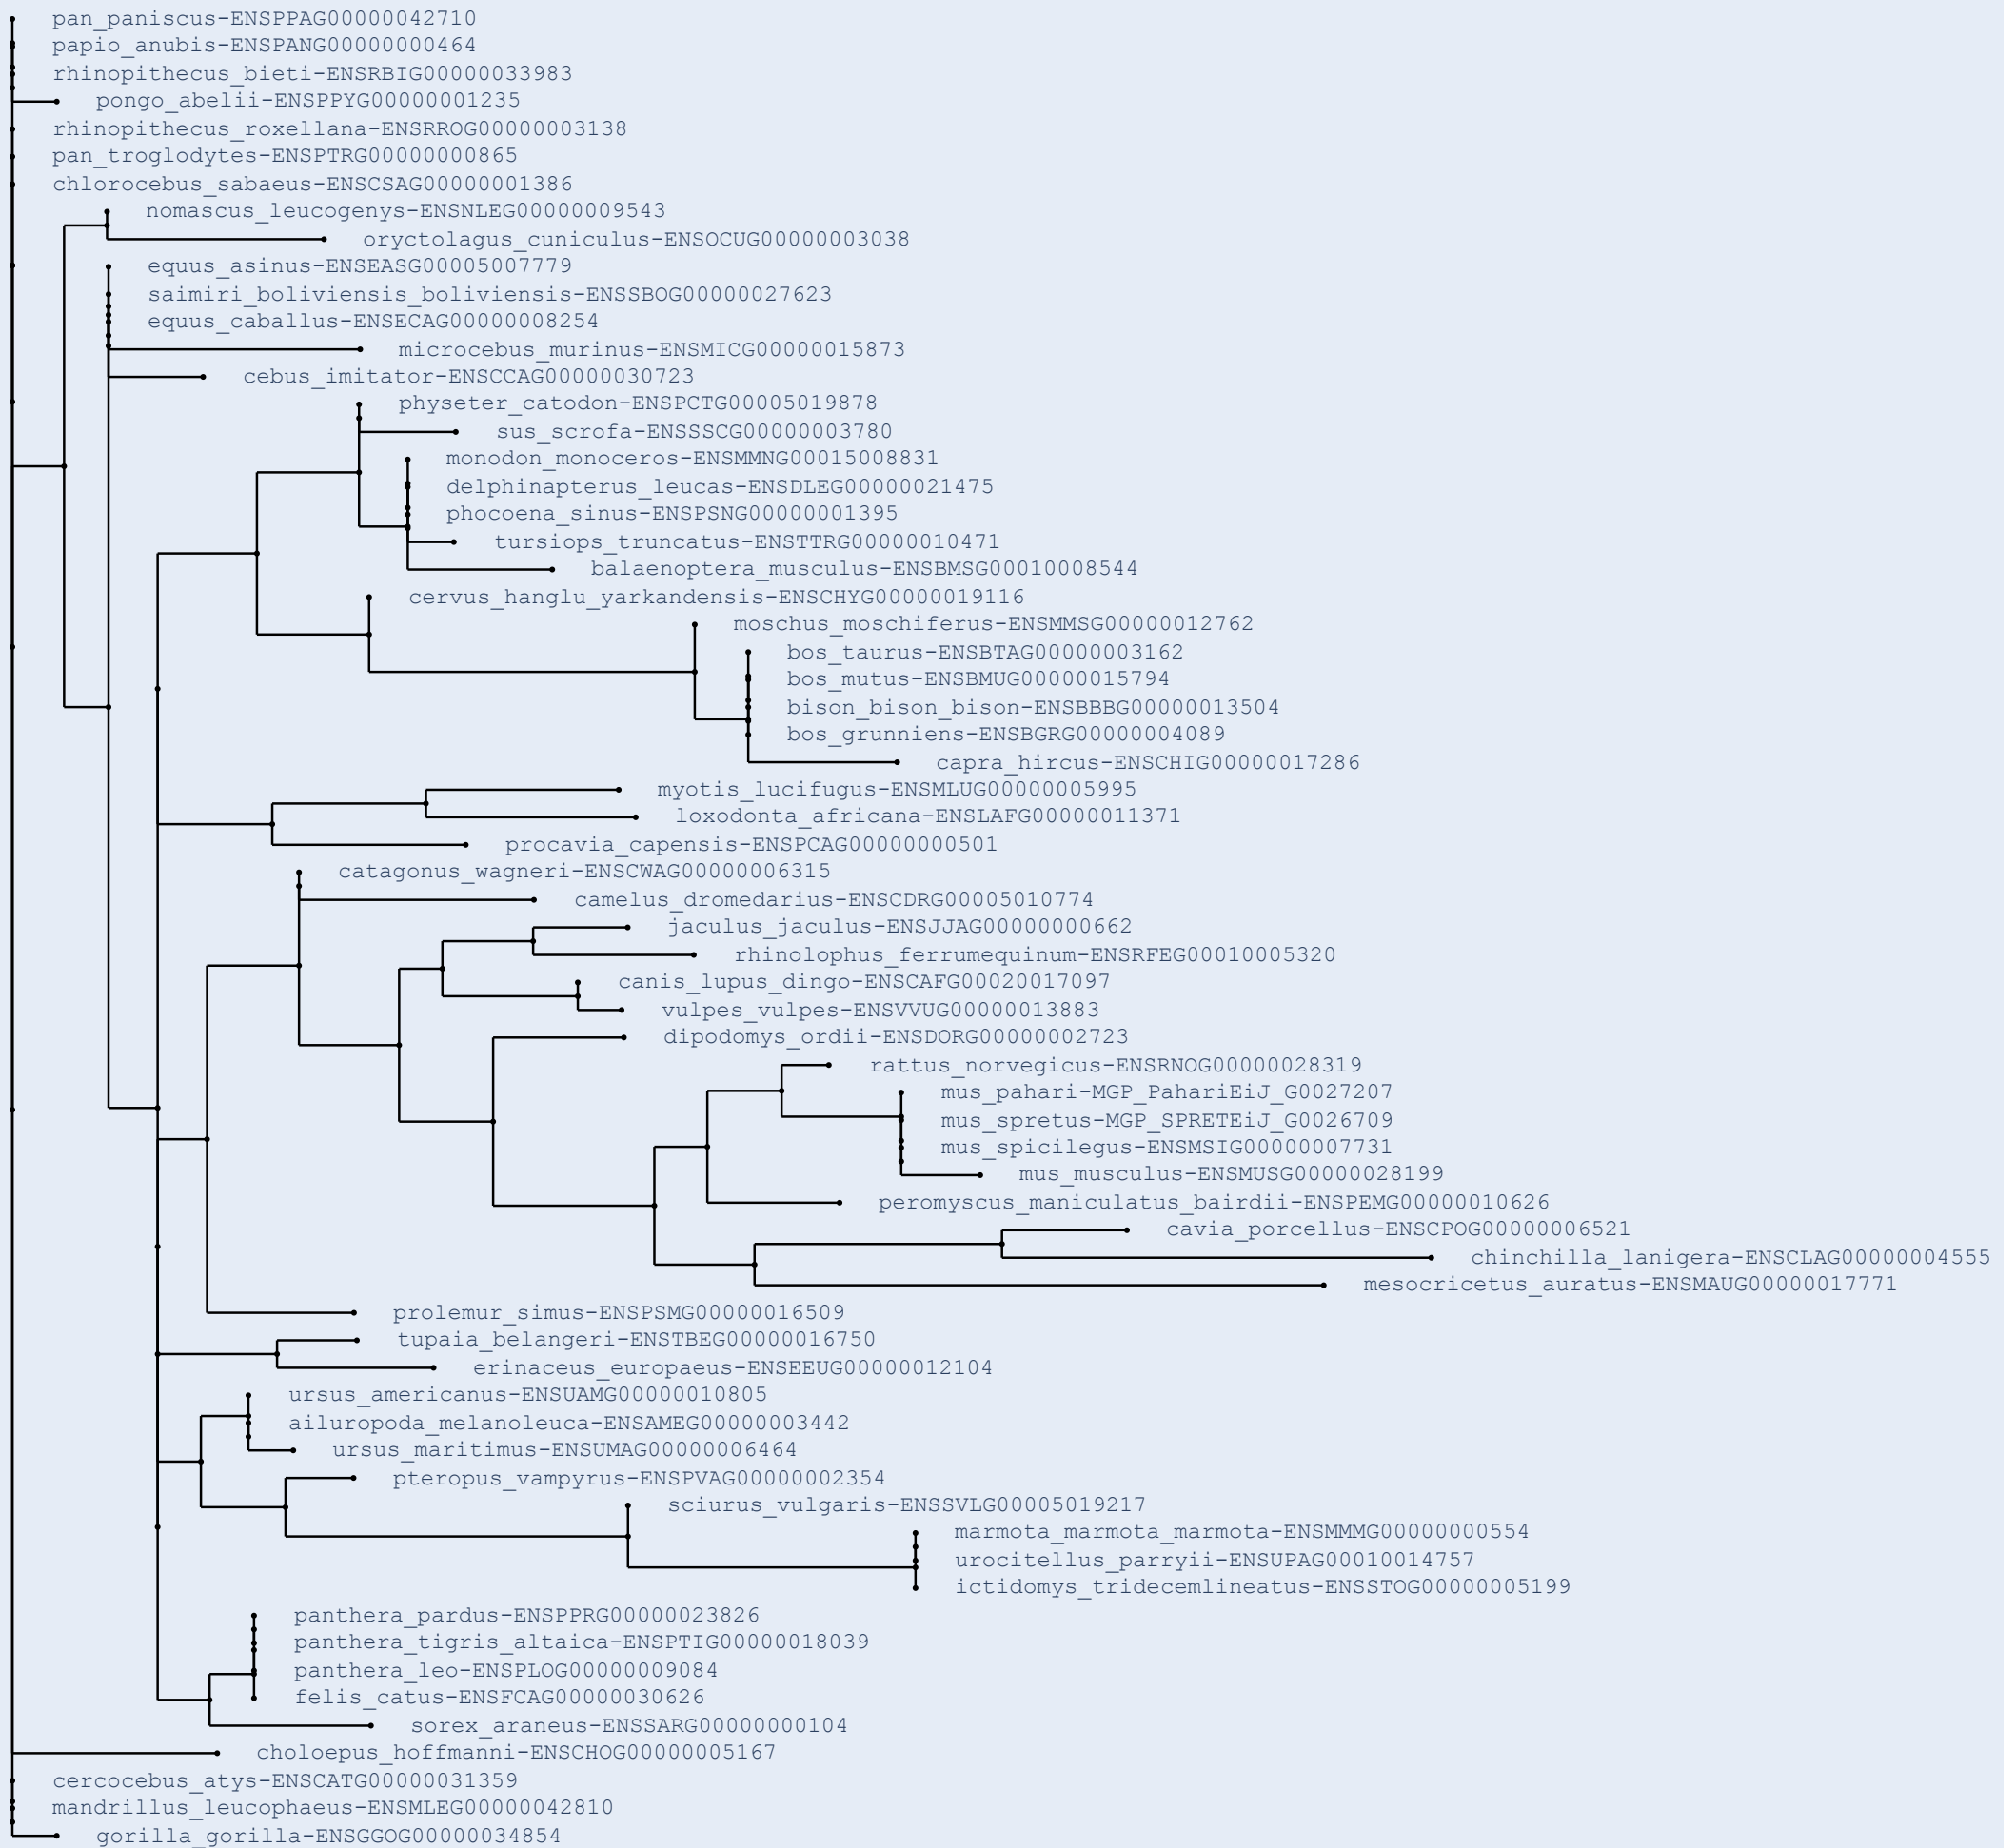 pan_paniscus-ENSPPAG00000042710
papio_anubis-ENSPANG00000000464
rhinopithecus_bieti-ENSRBIG00000033983
pongo_abelii-ENSPPYG00000001235
rhinopithecus_roxellana-ENSRROG00000003138
pan_troglodytes-ENSPTRG00000000865
chlorocebus_sabaeus-ENSCSAG00000001386
nomascus_leucogenys-ENSNLEG00000009543
oryctolagus_cuniculus-ENSOCUG00000003038
equus_asinus-ENSEASG00005007779
saimiri_boliviensis_boliviensis-ENSSBOG00000027623
equus_caballus-ENSECAG00000008254
microcebus_murinus-ENSMICG00000015873
cebus_imitator-ENSCCAG00000030723
physeter_catodon-ENSPCTG00005019878
sus_scrofa-ENSSSCG00000003780
monodon_monoceros-ENSMMNG00015008831
delphinapterus_leucas-ENSDLEG00000021475
phocoena_sinus-ENSPSNG00000001395
tursiops_truncatus-ENSTTRG00000010471
balaenoptera_musculus-ENSBMSG00010008544
cervus_hanglu_yarkandensis-ENSCHYG00000019116
moschus_moschiferus-ENSMMSG00000012762
bos_taurus-ENSBTAG00000003162
bos_mutus-ENSBMUG00000015794
bison_bison_bison-ENSBBBG00000013504
bos_grunniens-ENSBGRG00000004089
capra_hircus-ENSCHIG00000017286
myotis_lucifugus-ENSMLUG00000005995
loxodonta_africana-ENSLAFG00000011371
procavia_capensis-ENSPCAG00000000501
catagonus_wagneri-ENSCWAG00000006315
camelus_dromedarius-ENSCDRG00005010774
jaculus_jaculus-ENSJJAG00000000662
rhinolophus_ferrumequinum-ENSRFEG00010005320
canis_lupus_dingo-ENSCAFG00020017097
vulpes_vulpes-ENSVVUG00000013883
dipodomys_ordii-ENSDORG00000002723
rattus_norvegicus-ENSRNOG00000028319
mus_pahari-MGP_PahariEiJ_G0027207
mus_spretus-MGP_SPRETEiJ_G0026709
mus_spicilegus-ENSMSIG00000007731
mus_musculus-ENSMUSG00000028199
peromyscus_maniculatus_bairdii-ENSPEMG00000010626
cavia_porcellus-ENSCPOG00000006521
chinchilla_lanigera-ENSCLAG00000004555
mesocricetus_auratus-ENSMAUG00000017771
prolemur_simus-ENSPSMG00000016509
tupaia_belangeri-ENSTBEG00000016750
erinaceus_europaeus-ENSEEUG00000012104
ursus_americanus-ENSUAMG00000010805
ailuropoda_melanoleuca-ENSAMEG00000003442
ursus_maritimus-ENSUMAG00000006464
pteropus_vampyrus-ENSPVAG00000002354
sciurus_vulgaris-ENSSVLG00005019217
marmota_marmota_marmota-ENSMMMG00000000554
urocitellus_parryii-ENSUPAG00010014757
ictidomys_tridecemlineatus-ENSSTOG00000005199
panthera_pardus-ENSPPRG00000023826
panthera_tigris_altaica-ENSPTIG00000018039
panthera_leo-ENSPLOG00000009084
felis_catus-ENSFCAG00000030626
sorex_araneus-ENSSARG00000000104
choloepus_hoffmanni-ENSCHOG00000005167
cercocebus_atys-ENSCATG00000031359
mandrillus_leucophaeus-ENSMLEG00000042810
gorilla_gorilla-ENSGGOG00000034854